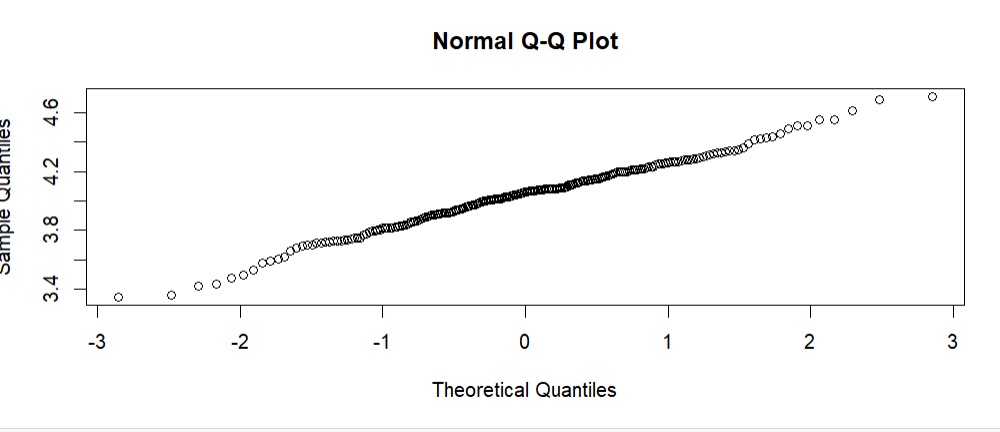 Normal Q-Q Plot
Sample Quantiles
4.6
4.2
3.8
3.4
-3 -2 -1 0 1 2 3
Theoretical Quantiles